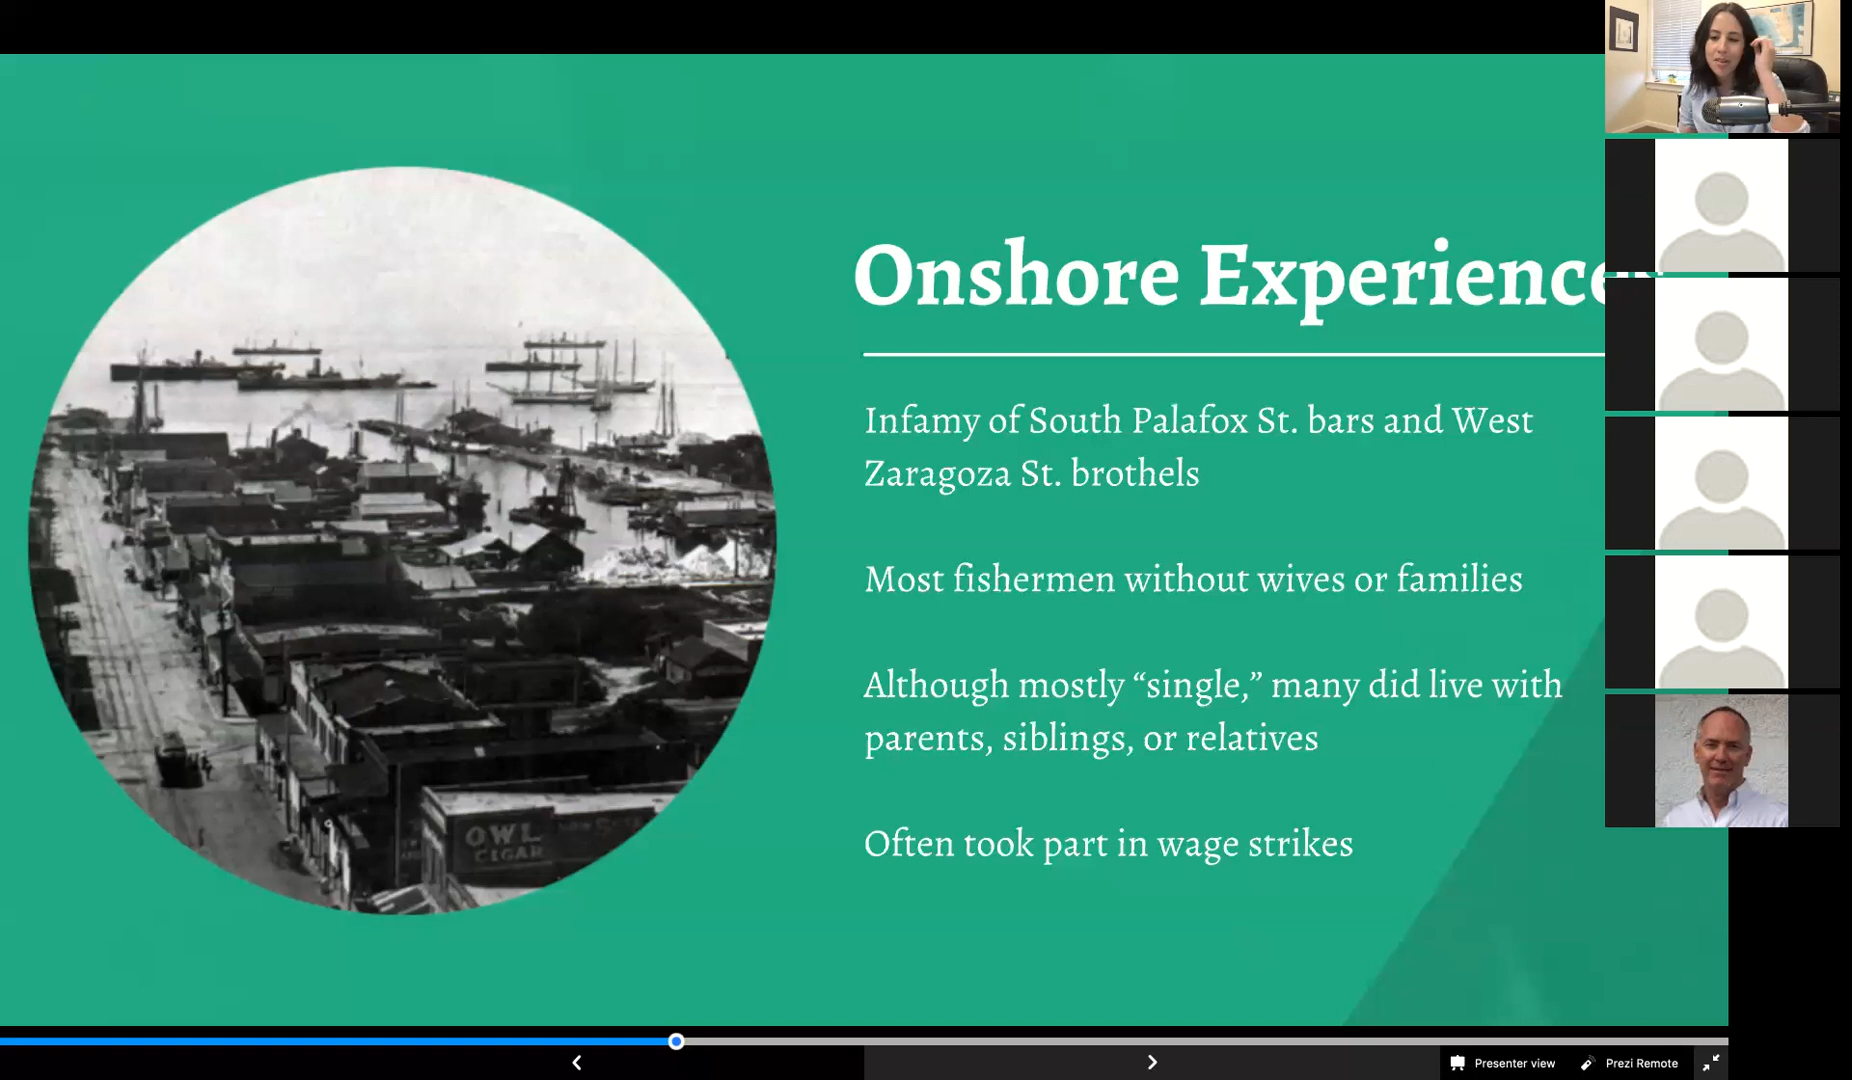 Onshore Experiences
Infamy of South Palafox St. bars and West
Zaragoza St. brothels
Most fishermen without wives or families
Although mostly “single,” many did live with
parents, siblings, or relatives
Often took part in wage strikes
OWL
CIGAR
Presenter view
Prezi Remote